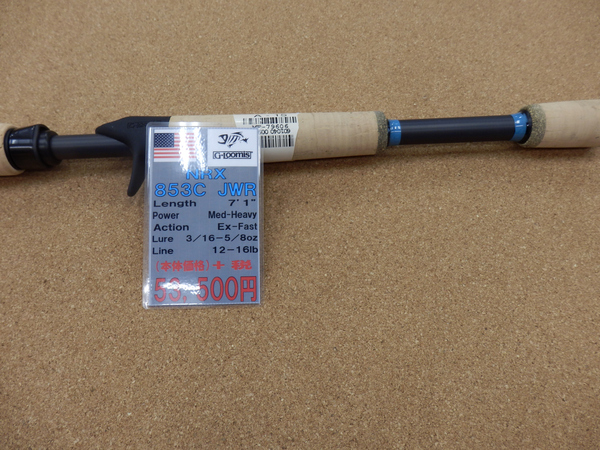 G-LOOMIS
NRX
853C JWR
Length 7'1"
Power Med-Heavy
Action Ex-Fast
Lure 3/16-5/8oz
Line 12-16lb
(本体価格)+税
53,500円